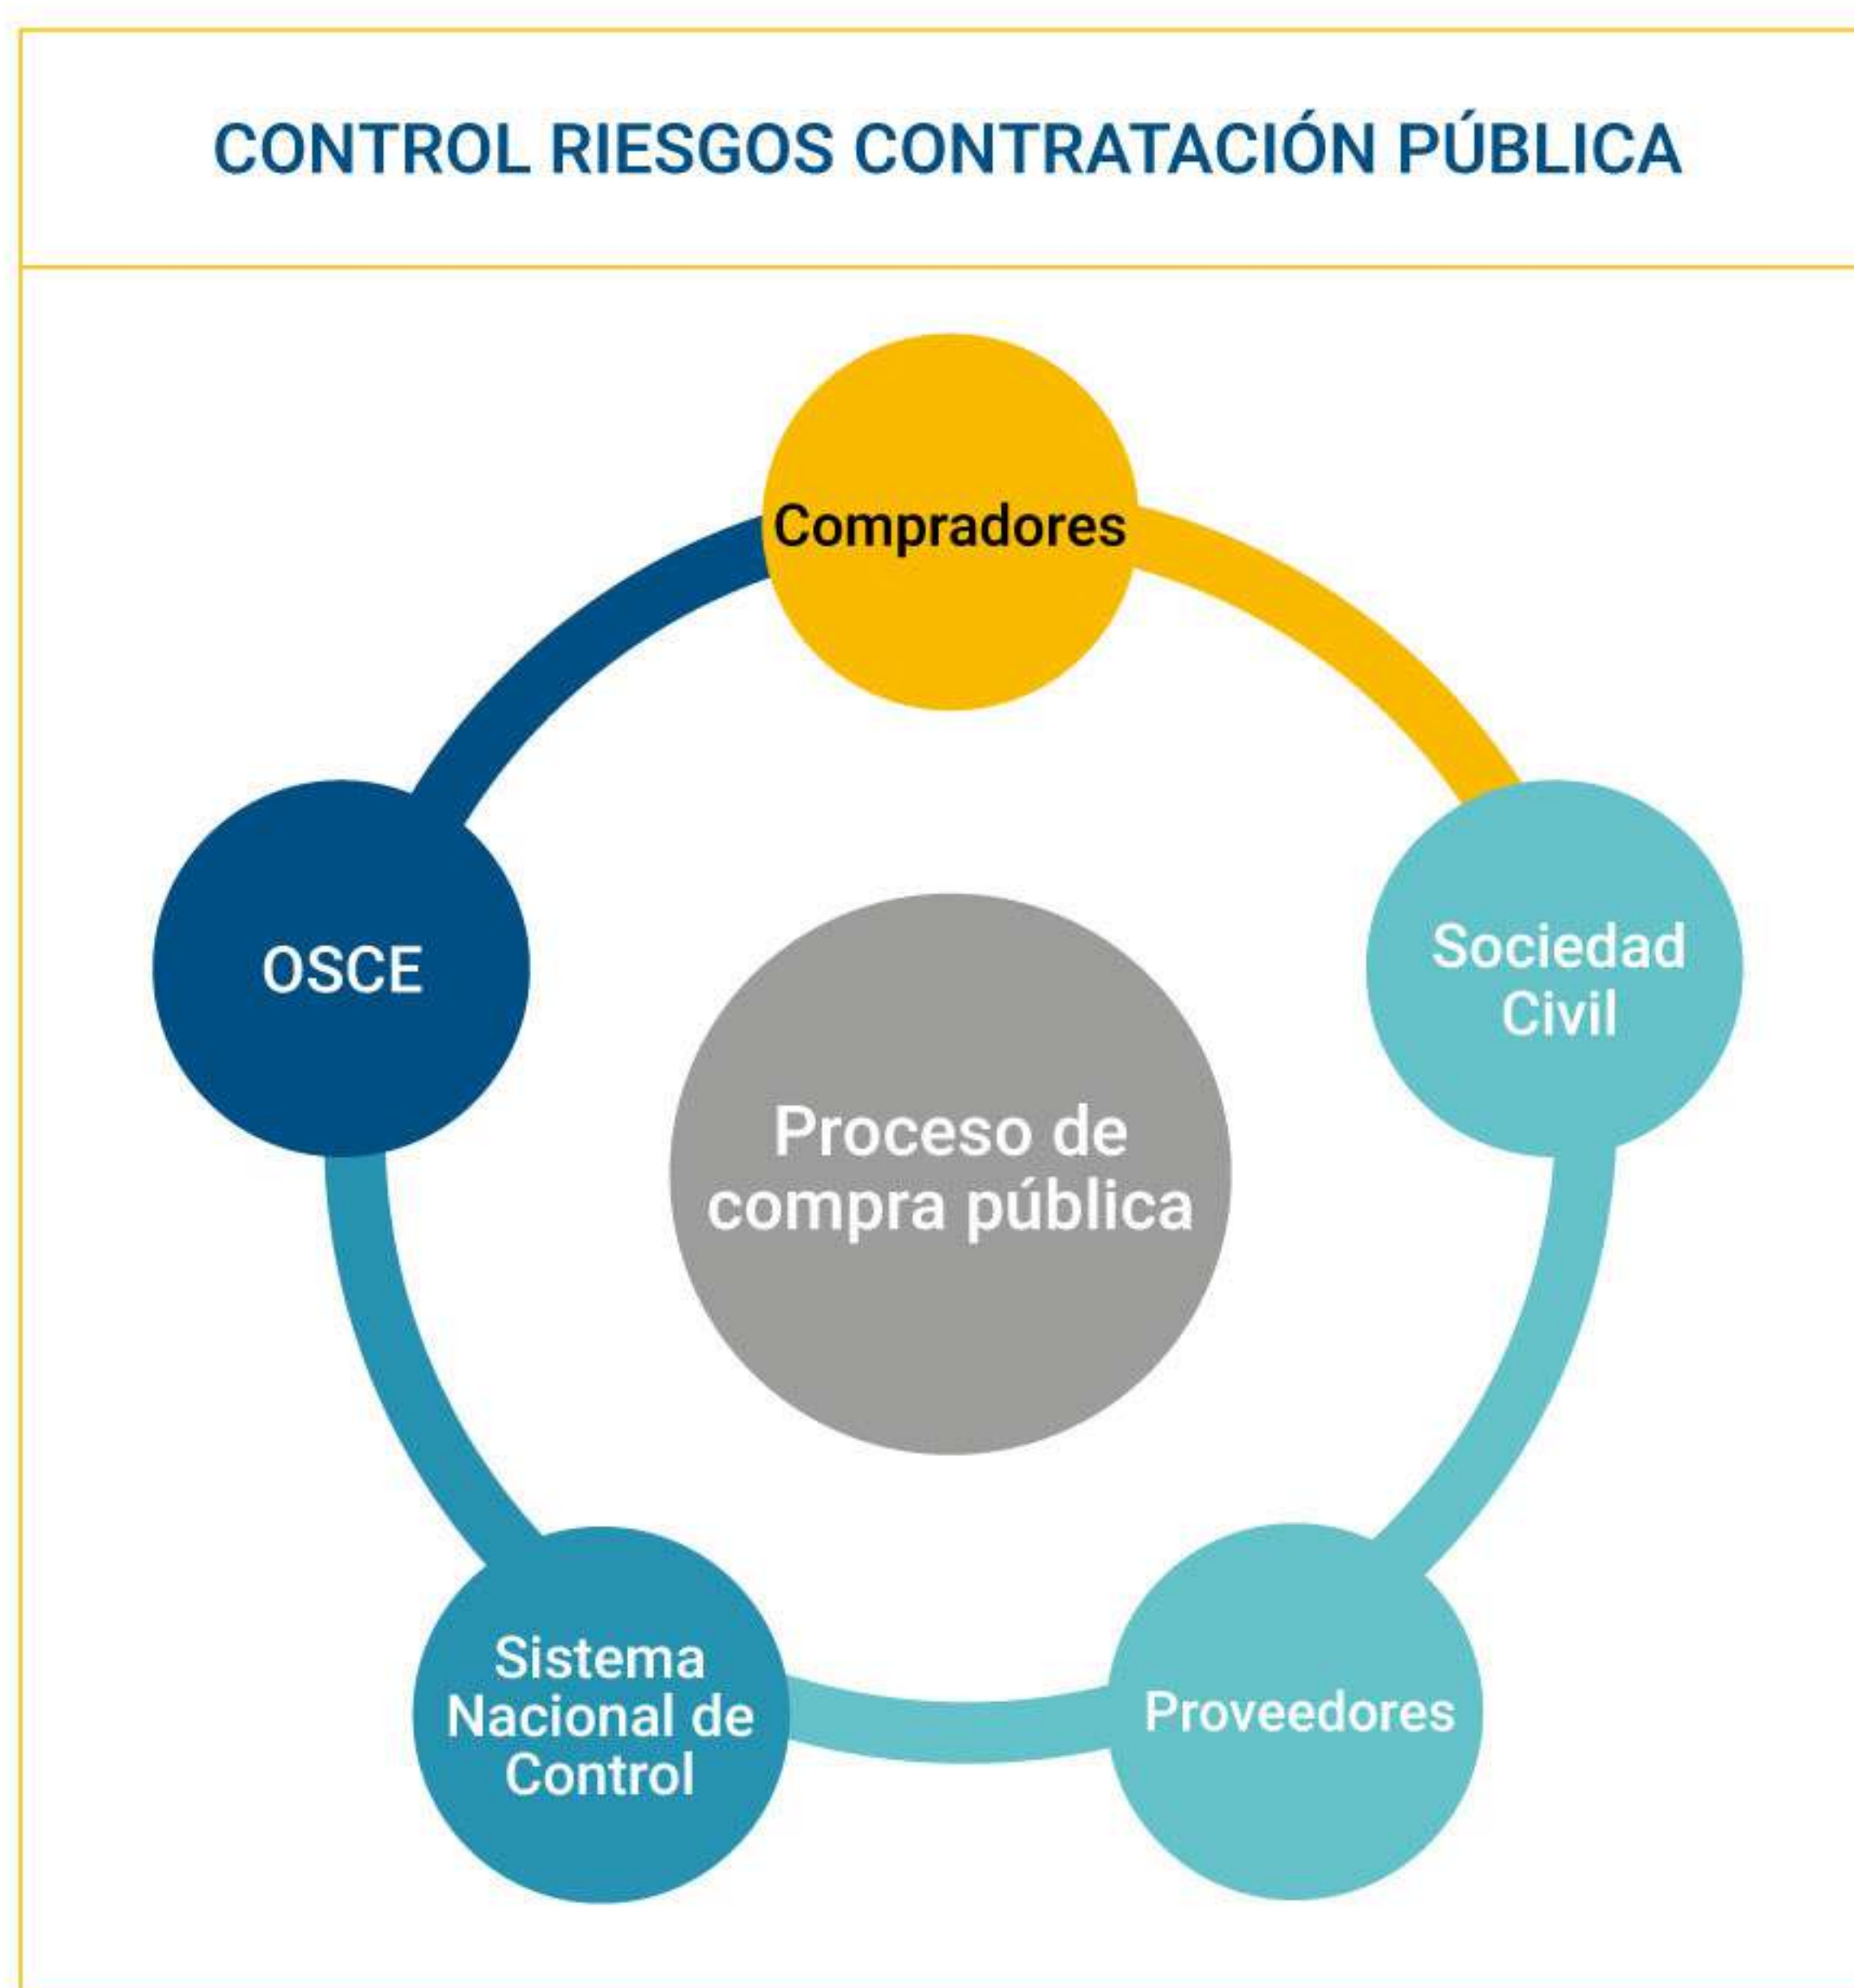 CONTROL RIESGOS CONTRATACIÓN PÚBLICA
Compradores
OSCE
Sociedad
Civil
Proceso de
compra pública
Sistema
Nacional de
Control
Proveedores